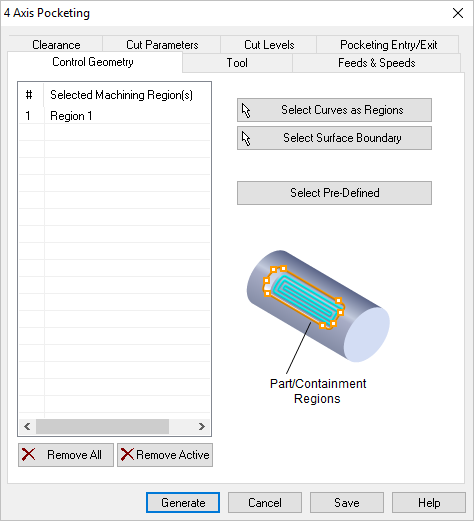 4 Axis Pocketing
Clearance Cut Parameters Cut Levels Pocketing Entry/Exit
Control Geometry Tool Feeds & Speeds
# Selected Machining Region(s)
1 Region 1
Select Curves as Regions
Select Surface Boundary
Select Pre-Defined
Part/Containment
Regions
Remove All Remove Active
Generate Cancel Save Help